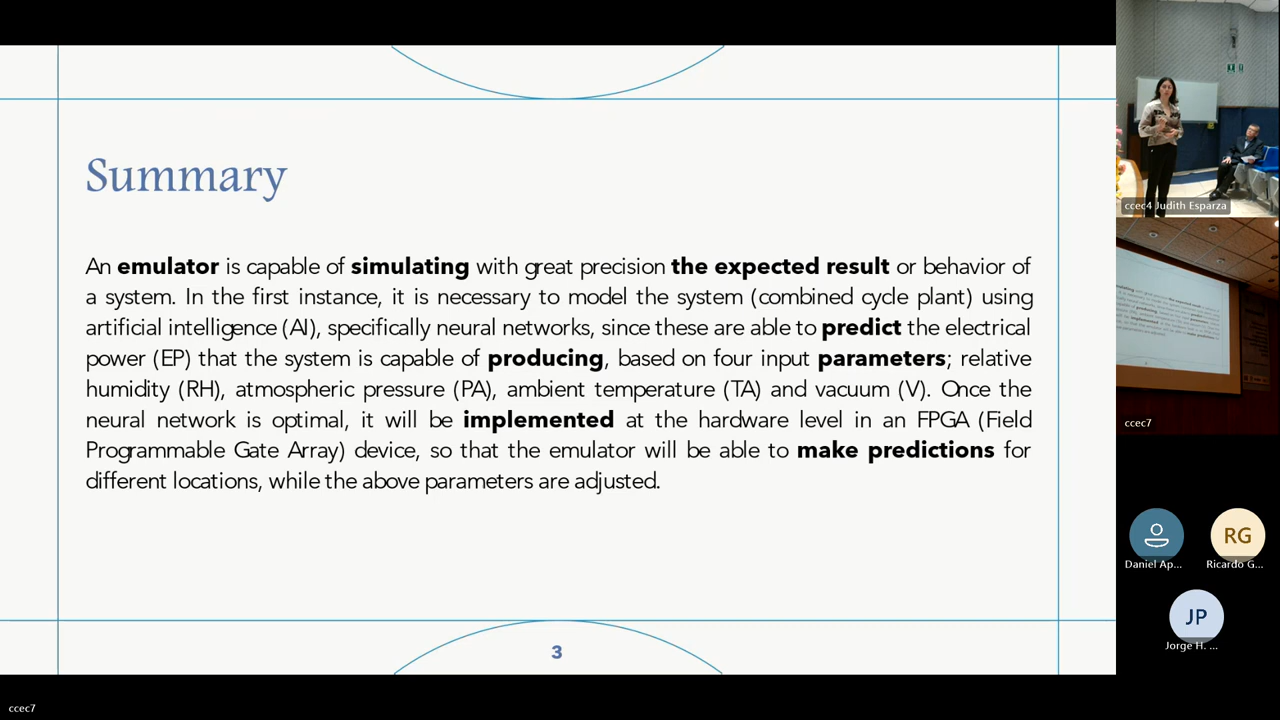 Summary
An emulator is capable of simulating with great precision the expected result or behavior of
a system. In the first instance, it is necessary to model the system (combined cycle plant) using
artificial intelligence (AI), specifically neural networks, since these are able to predict the electrical
power (EP) that the system is capable of producing, based on four input parameters; relative
humidity (RH), atmospheric pressure (PA), ambient temperature (TA) and vacuum (V). Once the
neural network is optimal, it will be implemented at the hardware level in an FPGA (Field
Programmable Gate Array) device, so that the emulator will be able to make predictions for
different locations, while the above parameters are adjusted.
3
ccec7
ccec4 Judith Esparza
ccec7
RG
Daniel Ap...
Ricardo G...
JP
Jorge H. ...